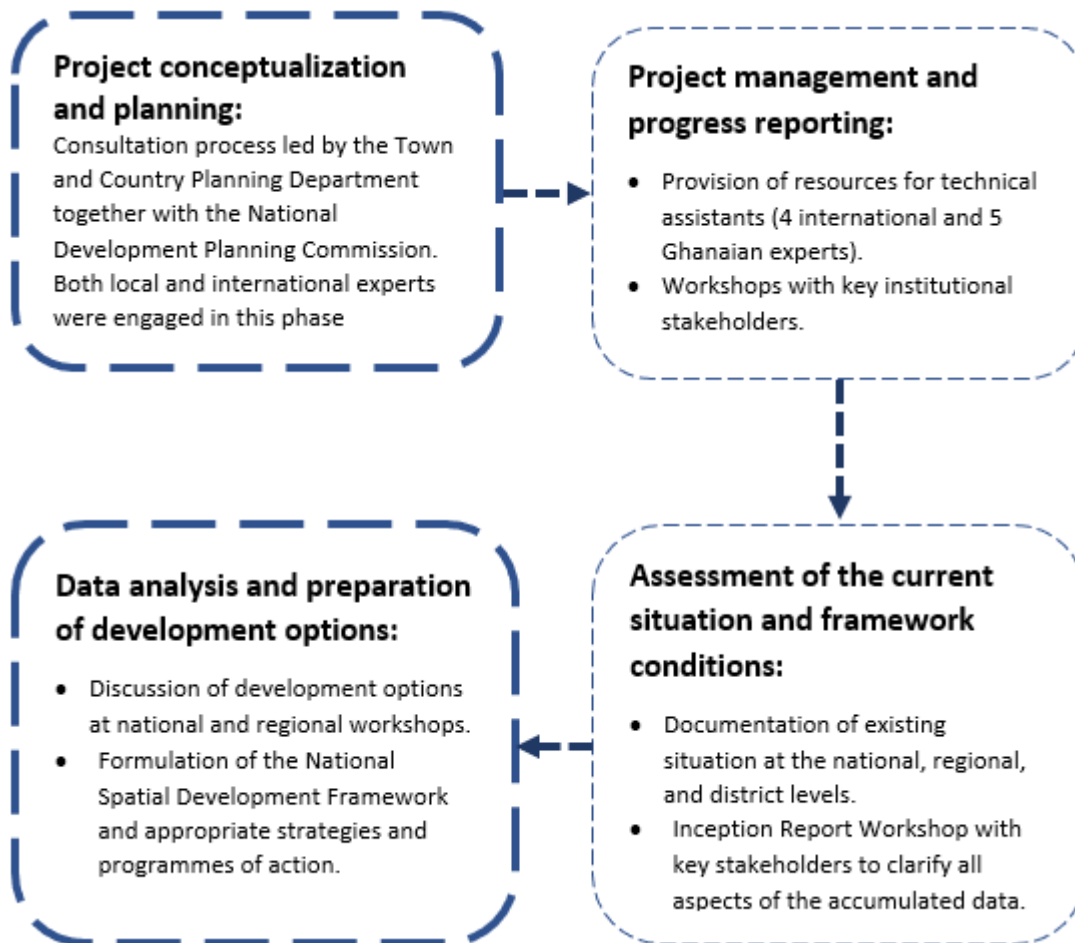 Project conceptualization
and planning:
Consultation process led by the Town
and Country Planning Department
together with the National
Development Planning Commission.
Both local and international experts
were engaged in this phase
Project management and
progress reporting:
• Provision of resources for technical
assistants (4 international and 5
Ghanaian experts).
• Workshops with key institutional
stakeholders.
Assessment of the current
situation and framework
conditions:
• Documentation of existing
situation at the national, regional,
and district levels.
• Inception Report Workshop with
key stakeholders to clarify all
aspects of the accumulated data.
Data analysis and preparation
of development options:
• Discussion of development options
at national and regional workshops.
• Formulation of the National
Spatial Development Framework
and appropriate strategies and
programmes of action.